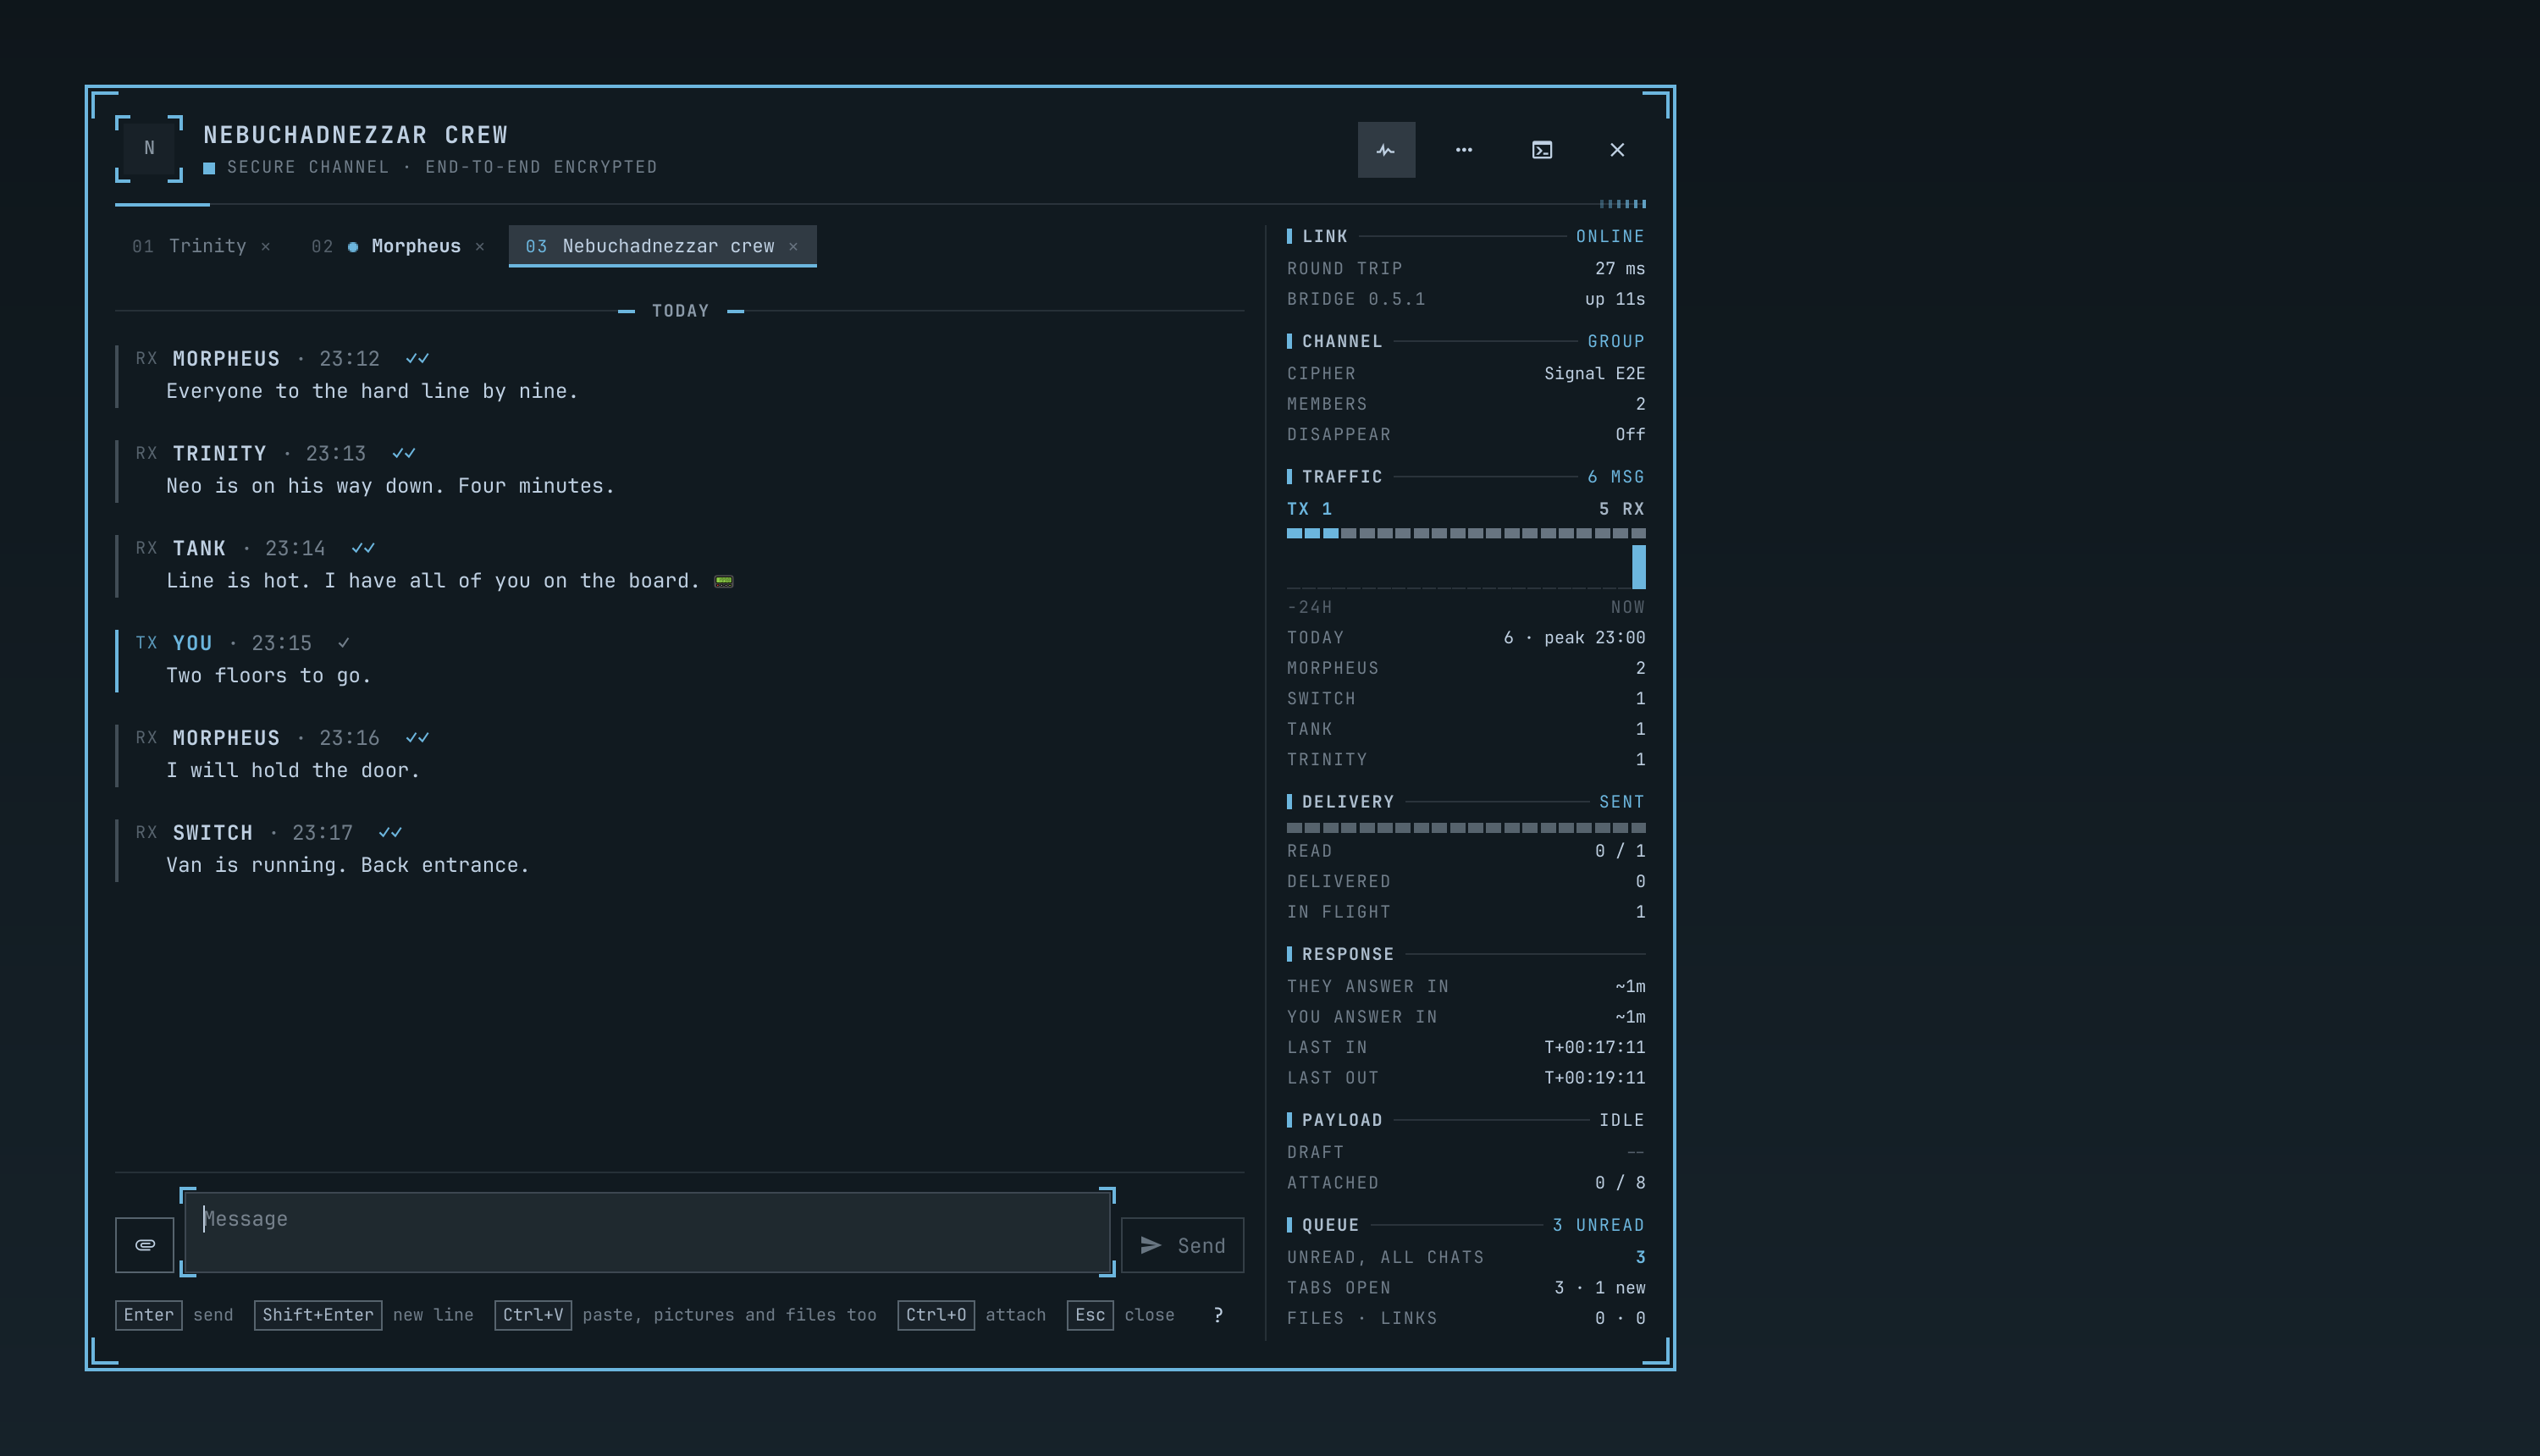 N
NEBUCHADNEZZAR CREW
SECURE CHANNEL · END-TO-END ENCRYPTED
01 Trinity × 02 Morpheus × 03 Nebuchadnezzar crew ×
TODAY
RX MORPHEUS · 23:12 ✓✓
Everyone to the hard line by nine.
RX TRINITY · 23:13 ✓✓
Neo is on his way down. Four minutes.
RX TANK · 23:14 ✓✓
Line is hot. I have all of you on the board. 📟
TX YOU · 23:15 ✓
Two floors to go.
RX MORPHEUS · 23:16 ✓✓
I will hold the door.
RX SWITCH · 23:17 ✓✓
Van is running. Back entrance.
Message
Send
Enter send Shift+Enter new line Ctrl+V paste, pictures and files too Ctrl+O attach Esc close ?
LINK ONLINE
ROUND TRIP 27 ms
BRIDGE 0.5.1 up 11s
CHANNEL GROUP
CIPHER Signal E2E
MEMBERS 2
DISAPPEAR Off
TRAFFIC 6 MSG
TX 1 5 RX
-24H NOW
TODAY 6 · peak 23:00
MORPHEUS 2
SWITCH 1
TANK 1
TRINITY 1
DELIVERY SENT
READ 0 / 1
DELIVERED 0
IN FLIGHT 1
RESPONSE
THEY ANSWER IN ~1m
YOU ANSWER IN ~1m
LAST IN T+00:17:11
LAST OUT T+00:19:11
PAYLOAD IDLE
DRAFT --
ATTACHED 0 / 8
QUEUE 3 UNREAD
UNREAD, ALL CHATS 3
TABS OPEN 3 · 1 new
FILES · LINKS 0 · 0